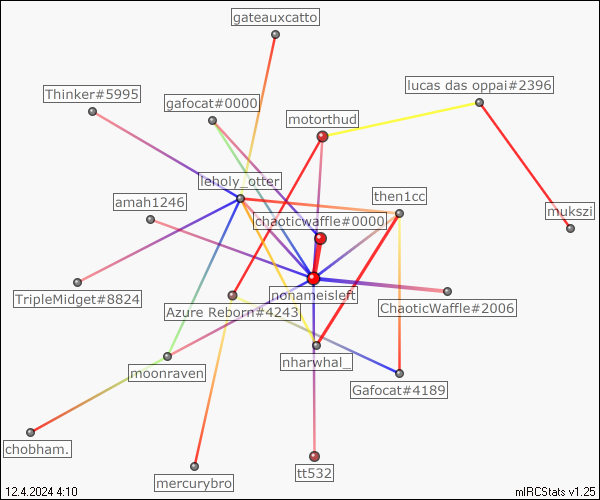 gateauxcatto
lucas das oppai#2396
Thinker#5995
gafocat#0000
motorthud
leholy_otter
then1cc
amah1246
chaoticwaffle#0000
mukszi
nonameisleft
TripleMidget#8824
ChaoticWaffle#2006
Azure Reborn#4243
moonraven
nharwhal_
Gafocat#4189
chobham.
tt532
mercurybro
12.4.2024 4:10
mIRCStats v1.25